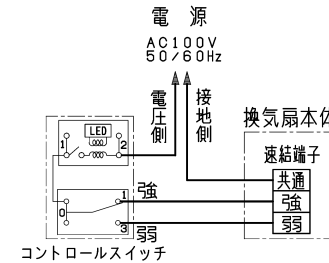 電源
AC100V
50/60Hz
電圧側
接地側
換気扇本体
速結端子
共通
強
弱
LED
1
2
0
1
3
強
弱
コントロールスイッチ